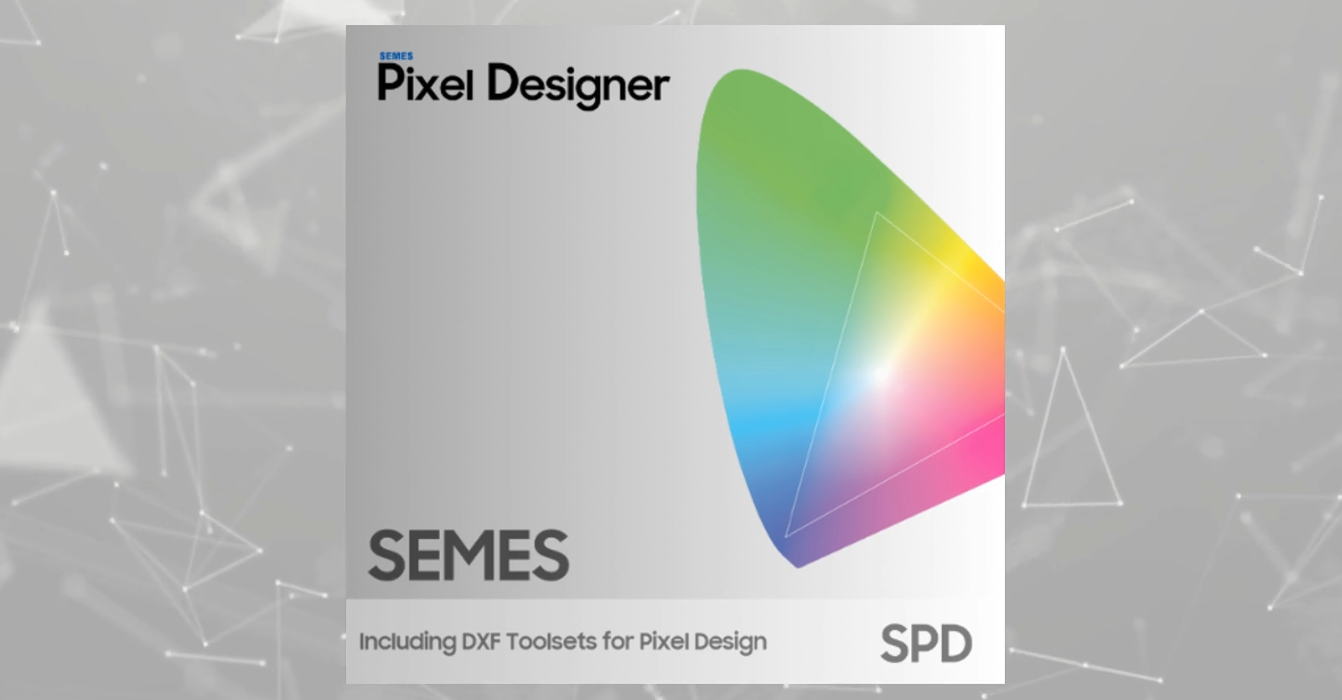 SEMES
Pixel Designer
SEMES
Including DXF Toolsets for Pixel Design
SPD